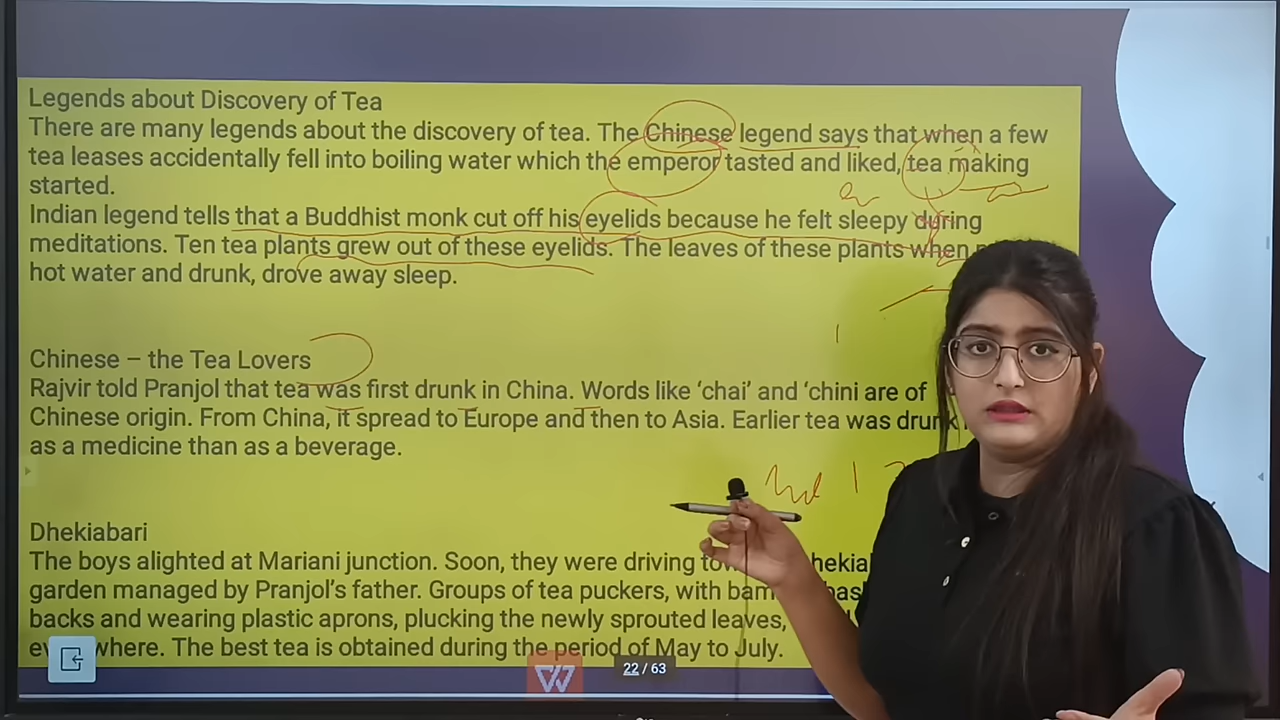 Legends about Discovery of Tea
There are many legends about the discovery of tea. The Chinese legend says that when a few
tea leases accidentally fell into boiling water which the emperor tasted and liked, tea making
started.
Indian legend tells that a Buddhist monk cut off his eyelids because he felt sleepy during
meditations. Ten tea plants grew out of these eyelids. The leaves of these plants when
hot water and drunk, drove away sleep.
Chinese – the Tea Lovers
Rajvir told Pranjol that tea was first drunk in China. Words like ‘chai’ and ‘chini are of
Chinese origin. From China, it spread to Europe and then to Asia. Earlier tea was drunk
as a medicine than as a beverage.
Dhekiabari
The boys alighted at Mariani junction. Soon, they were driving
garden managed by Pranjol’s father. Groups of tea puckers, with
backs and wearing plastic aprons, plucking the newly sprouted leaves,
The best tea is obtained during the period of May to July.
22 / 63